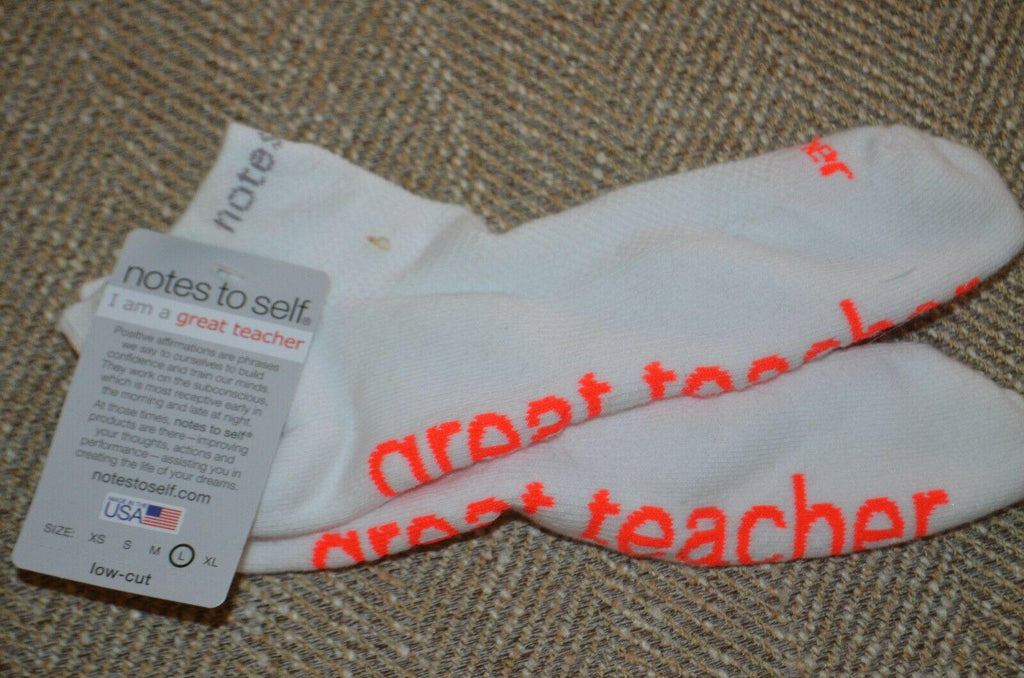 notes
notes to self®
I am a great teacher
Positive affirmations are phrases
we say to ourselves to build
confidence and train our minds.
They work on the subconscious,
which is most receptive early in
the morning and late at night.
At those times, notes to self®
products are there—improving
your thoughts, actions and
performance—assisting you in
creating the life of your dreams.
notestoself.com
MADE IN
USA
SIZE: XS S M L XL
low-cut
her
great teacher
great teacher